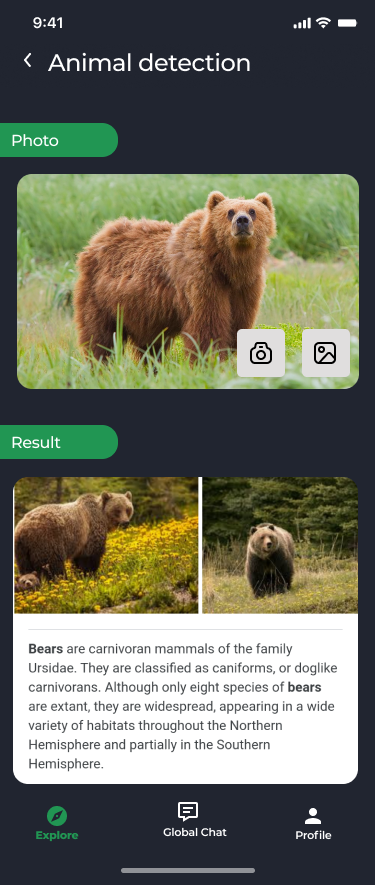 9:41
Animal detection
Photo
Result
Bears are carnivoran mammals of the family
Ursidae. They are classified as caniforms, or doglike
carnivorans. Although only eight species of bears
are extant, they are widespread, appearing in a wide
variety of habitats throughout the Northern
Hemisphere and partially in the Southern
Hemisphere.
Explore
Global Chat
Profile